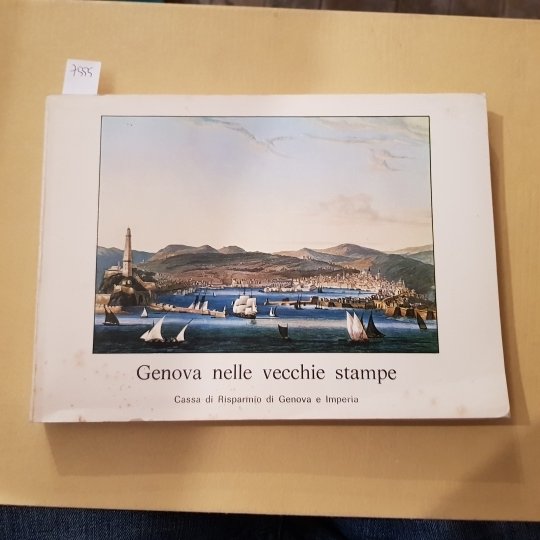 7555
Genova nelle vecchie stampe
Cassa di Risparmio di Genova e Imperia